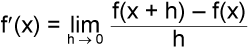 f′(x) = lim h → 0 f(x + h) – f(x) / h